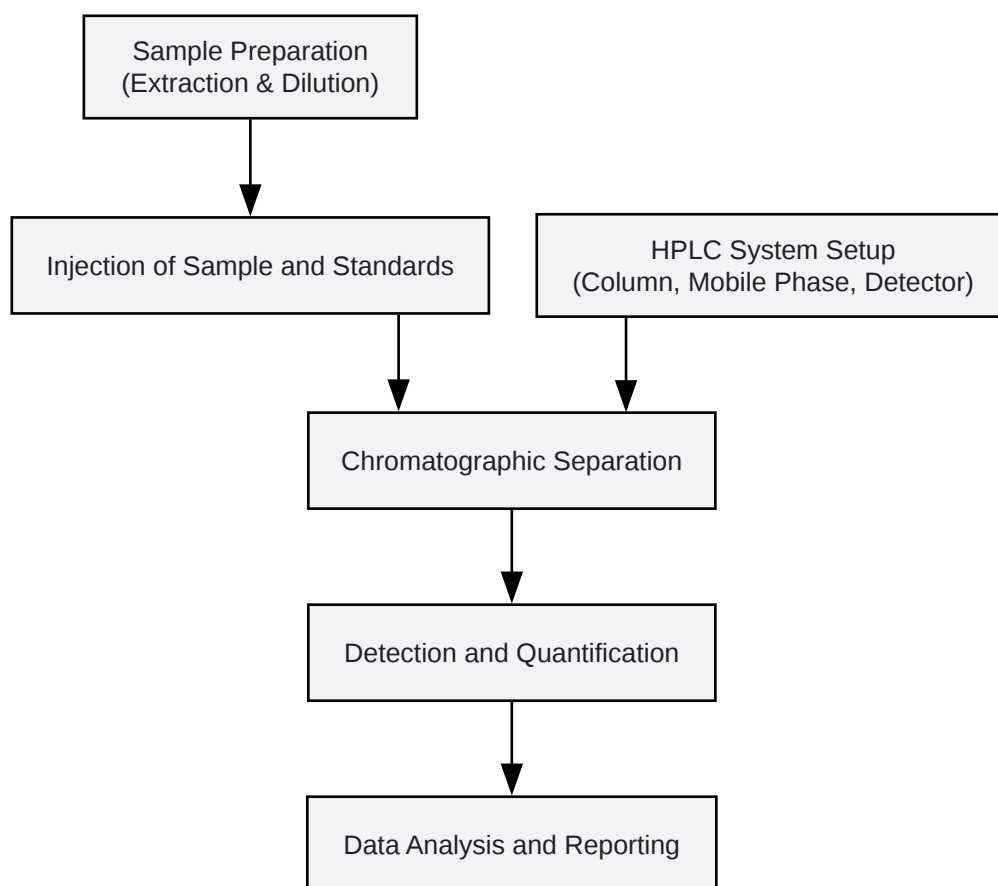 Sample Preparation
(Extraction & Dilution)
Injection of Sample and Standards
HPLC System Setup
(Column, Mobile Phase, Detector)
Chromatographic Separation
Detection and Quantification
Data Analysis and Reporting